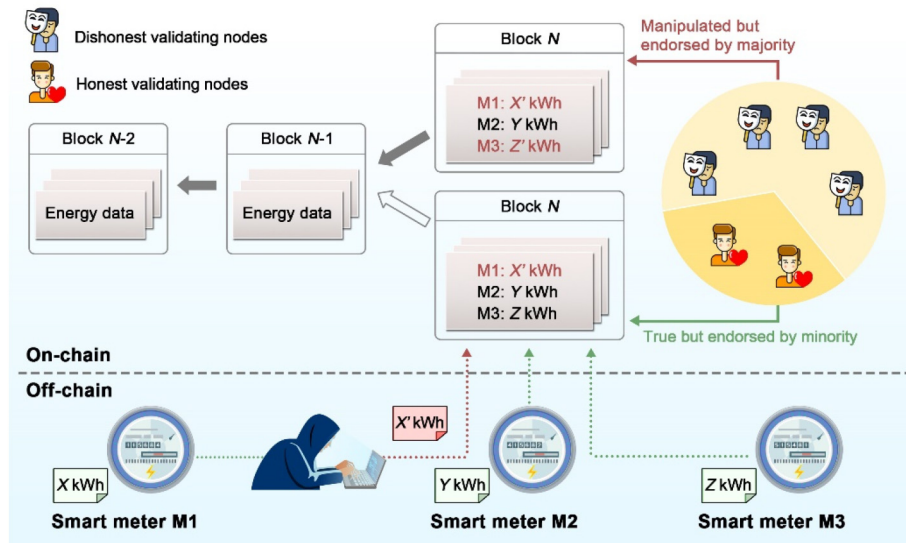 Dishonest validating nodes
Honest validating nodes
Block N
Manipulated but
endorsed by majority
M1: X' kWh
M2: Y kWh
M3: Z' kWh
Block N-2
Energy data
Block N-1
Energy data
Block N
M1: X' kWh
M2: Y kWh
M3: Z kWh
True but endorsed by minority
On-chain
Off-chain
X kWh
X' kWh
Y kWh
Z kWh
Smart meter M1
Smart meter M2
Smart meter M3